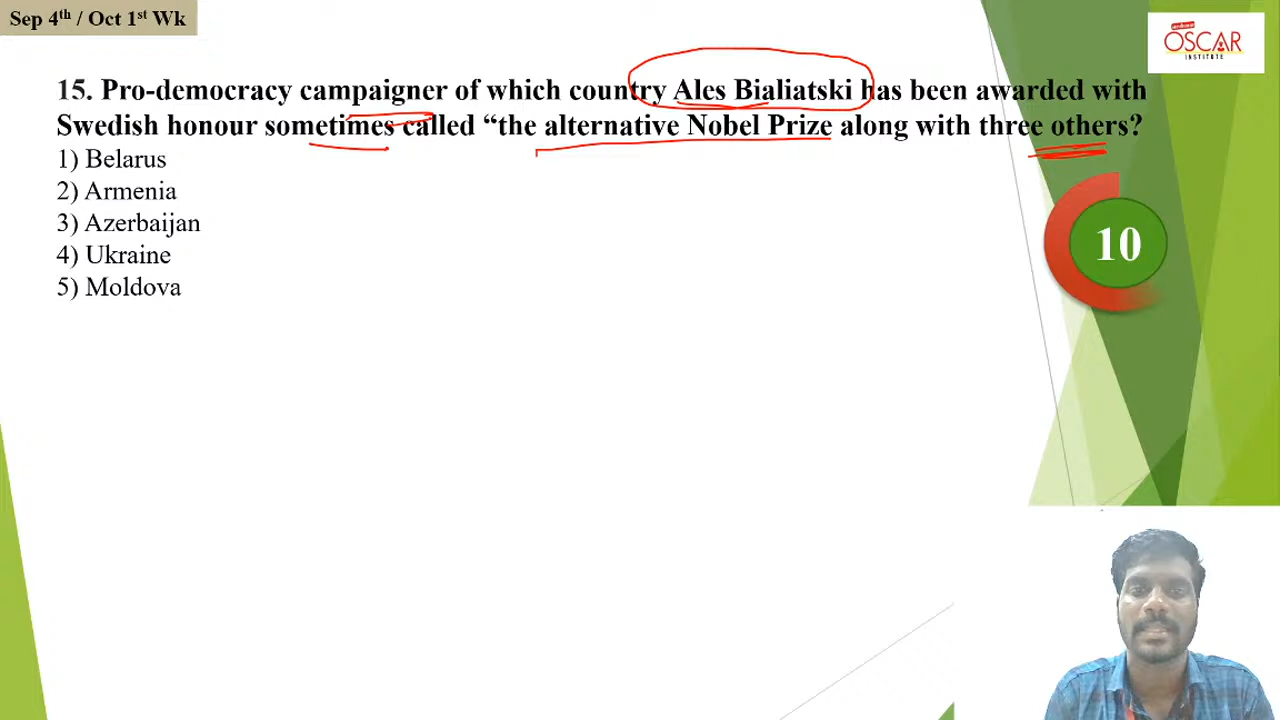 Sep 4th / Oct 1st Wk
OSCAR
INSTITUTE
15. Pro-democracy campaigner of which country Ales Bialiatski has been awarded with
Swedish honour sometimes called “the alternative Nobel Prize along with three others?
1) Belarus
2) Armenia
3) Azerbaijan
4) Ukraine
5) Moldova
10